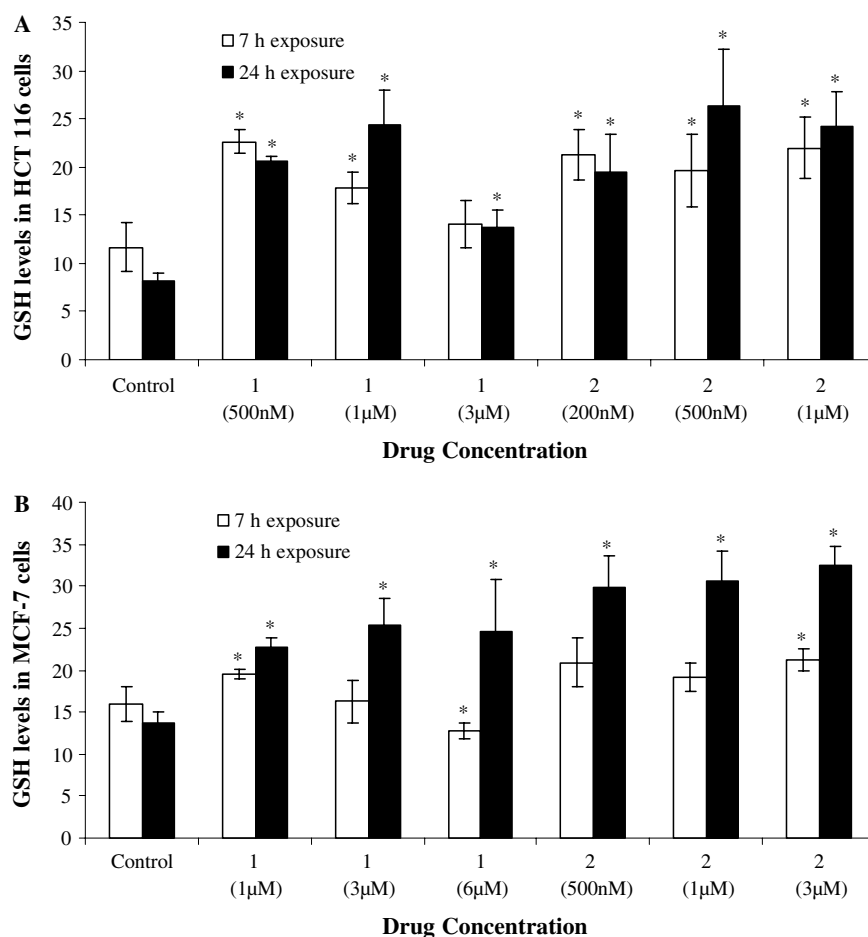 A
GSH levels in HCT 116 cells
35
30
25
20
15
10
5
0
7 h exposure
24 h exposure
* * * * * * * * * * *
Control 1 1 1 2 2 2
(500nM) (1µM) (3µM) (200nM) (500nM) (1µM)
Drug Concentration
B
GSH levels in MCF-7 cells
40
35
30
25
20
15
10
5
0
7 h exposure
24 h exposure
* * * * * * * * *
Control 1 1 1 2 2 2
(1µM) (3µM) (6µM) (500nM) (1µM) (3µM)
Drug Concentration